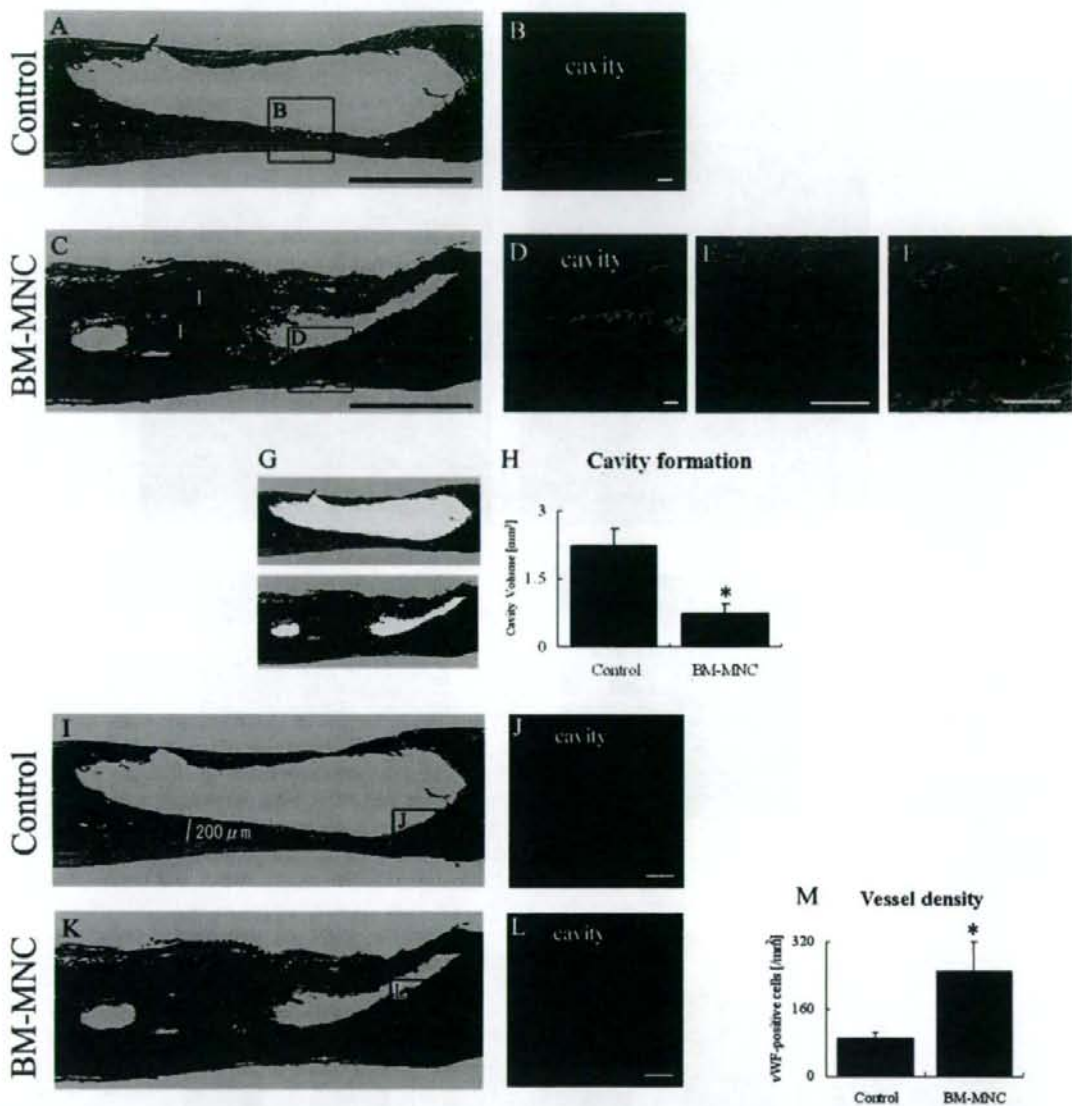 Control
A
B
B
cavity
BM-MNC
C
D
D
cavity
E
F
G
H
Cavity formation
Cavity Volume [mm³]
3
1.5
0
*
Control
BM-MNC
Control
I
200 μm
J
J
cavity
BM-MNC
K
L
L
cavity
M
Vessel density
vWF-positive cells [/mm²]
320
160
0
*
Control
BM-MNC